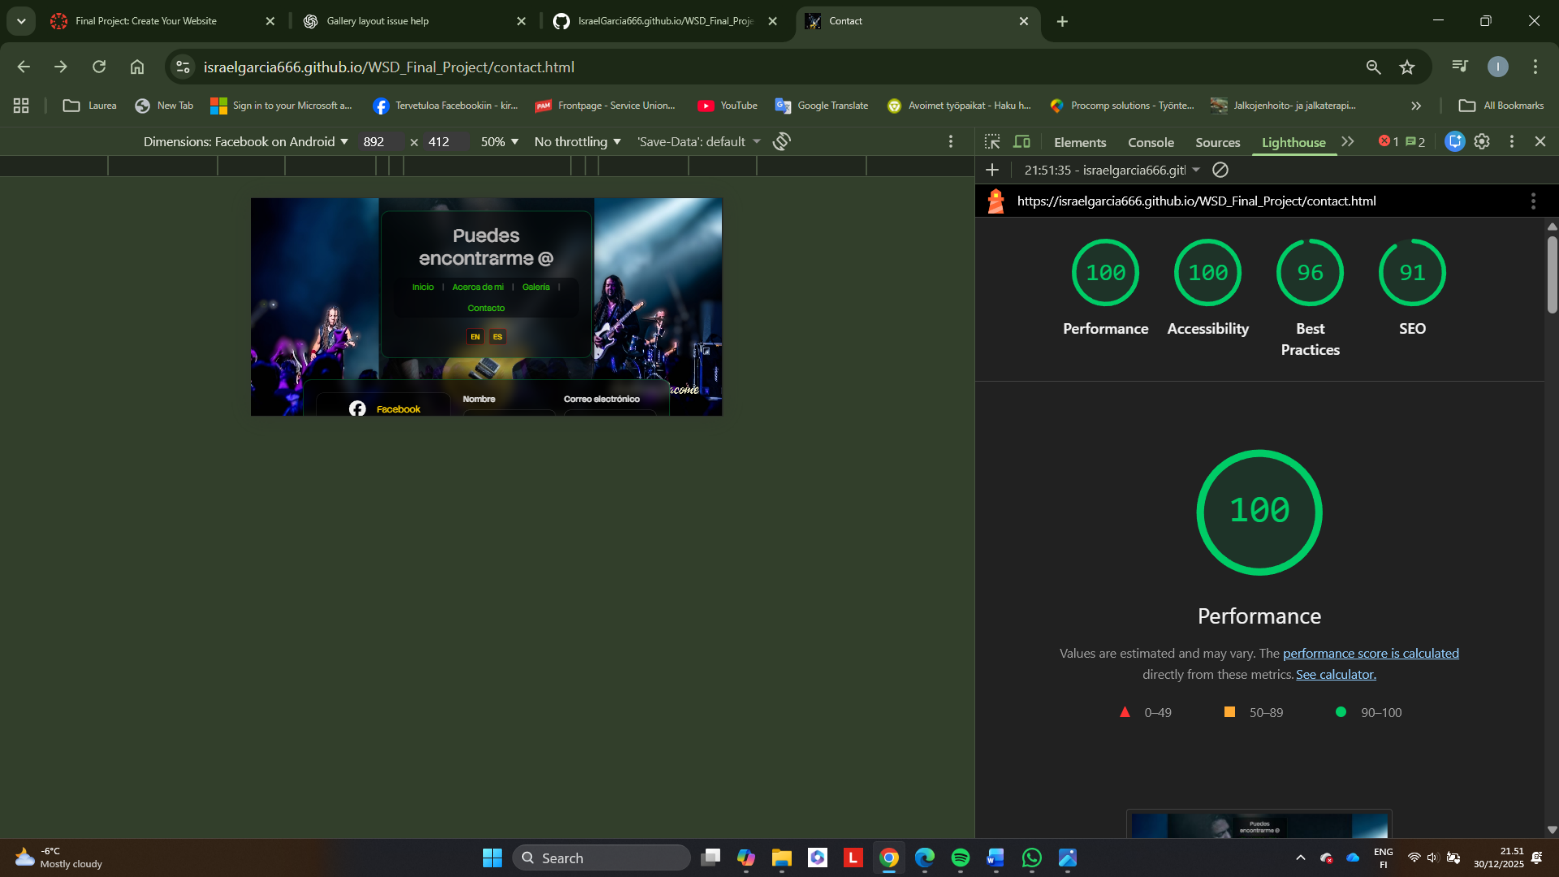 Final Project: Create Your Website
Gallery layout issue help
IsraelGarcia666.github.io/WSD_Final_Proje
Contact
israelgarcia666.github.io/WSD_Final_Project/contact.html
I
Laurea
New Tab
Sign in to your Microsoft a...
Tervetuloa Facebookiin - kir...
PAM
Frontpage - Service Union...
YouTube
Google Translate
Avoimet työpaikat - Haku h...
Procomp solutions - Työnte...
Jalkojenhoito- ja jalkaterapi...
All Bookmarks
Dimensions: Facebook on Android
892 × 412
50%
No throttling
'Save-Data': default
Elements
Console
Sources
Lighthouse
1
2
21:51:35 - israelgarcia666.git
https://israelgarcia666.github.io/WSD_Final_Project/contact.html
Puedes
encontrarme @
Inicio | Acerca de mi | Galería |
Contacto
EN ES
Facebook
Nombre
Correo electrónico
100
Performance
100
Accessibility
96
Best
Practices
91
SEO
100
Performance
Values are estimated and may vary. The performance score is calculated
directly from these metrics. See calculator.
0–49
50–89
90–100
Puedes
encontrarme @
-6°C
Mostly cloudy
Search
L
ENG
FI
21.51
30/12/2025